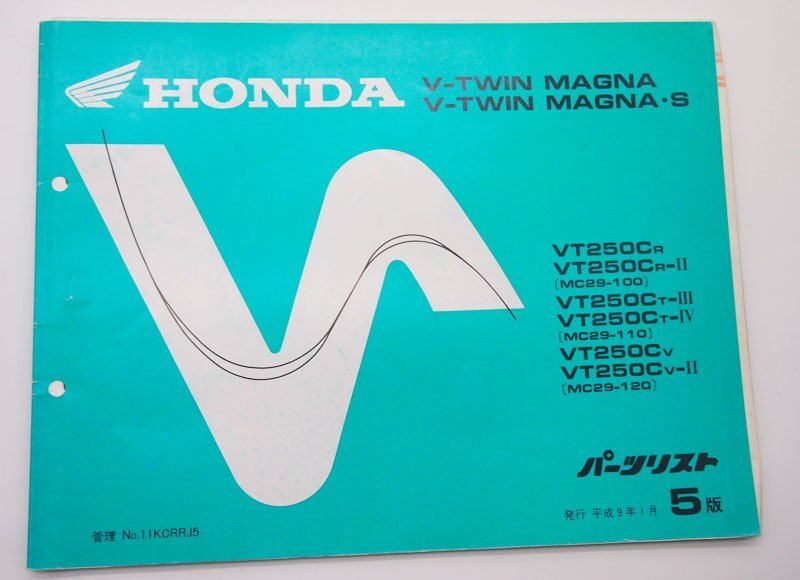 HONDA
V-TWIN MAGNA
V-TWIN MAGNA・S
VT250CR
VT250CR-II
[MC29-100]
VT250CT-III
VT250CT-IV
[MC29-110]
VT250CV
VT250CV-II
[MC29-120]
パーツリスト
発行 平成9年1月 5版
管理 No.11KCRRJ5